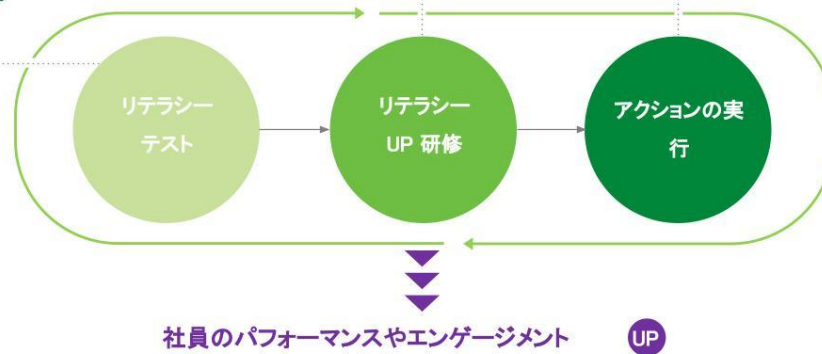 リテラシー
テスト
リテラシー
UP 研修
アクションの実
行
社員のパフォーマンスやエンゲージメント UP